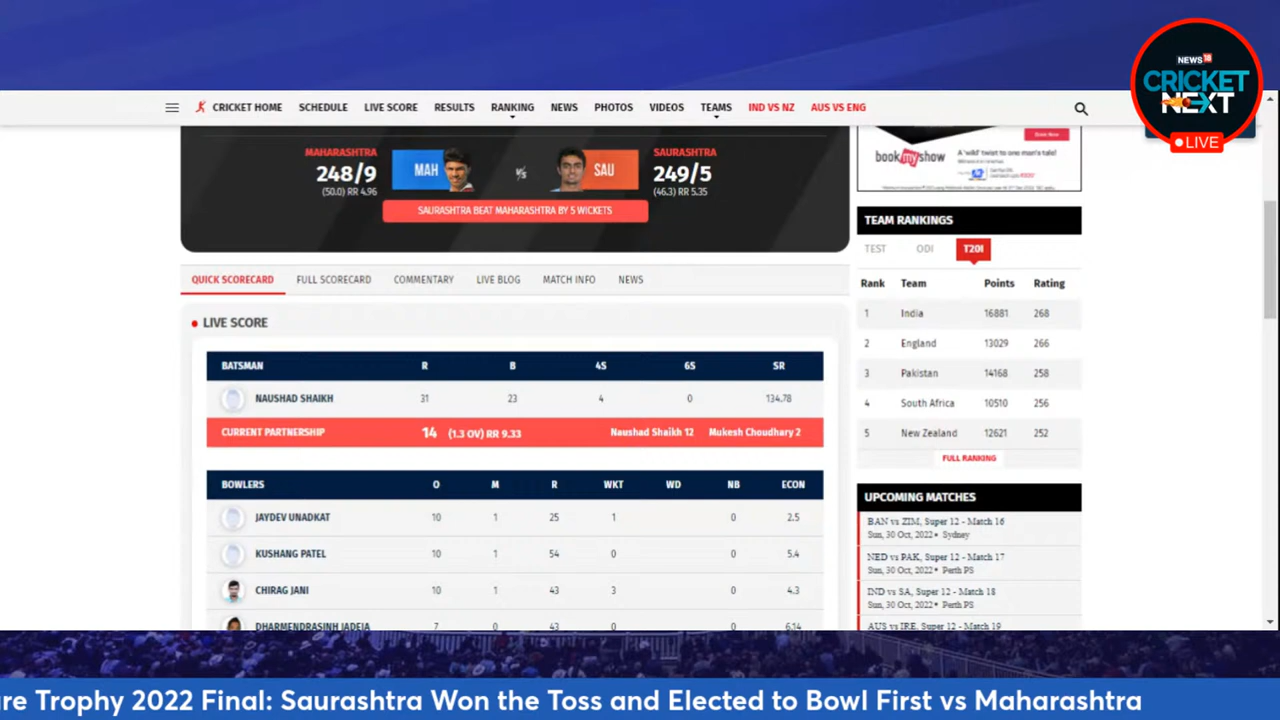 NEWS18
CRICKET
NEXT
LIVE
CRICKET HOME SCHEDULE LIVE SCORE RESULTS RANKING NEWS PHOTOS VIDEOS TEAMS IND VS NZ AUS VS ENG
MAHARASHTRA
248/9
(50.0) RR 4.96
MAH
V/S
SAU
SAURASHTRA
249/5
(46.3) RR 5.35
SAURASHTRA BEAT MAHARASHTRA BY 5 WICKETS
Book Now
bookmyshow
A 'wild' twist to one man's tale!
QUICK SCORECARD FULL SCORECARD COMMENTARY LIVE BLOG MATCH INFO NEWS
LIVE SCORE
BATSMAN R B 4S 6S SR
NAUSHAD SHAIKH 31 23 4 0 134.78
CURRENT PARTNERSHIP 14 (1.3 OV) RR 9.33 Naushad Shaikh 12 Mukesh Choudhary 2
BOWLERS O M R WKT WD NB ECON
JAYDEV UNADKAT 10 1 25 1 0 2.5
KUSHANG PATEL 10 1 54 0 0 5.4
CHIRAG JANI 10 1 43 3 0 4.3
DHARMENDRASINH JADEJA 7 0 43 0 0 6.14
TEAM RANKINGS
TEST ODI T20I
Rank Team Points Rating
1 India 16881 268
2 England 13029 266
3 Pakistan 14168 258
4 South Africa 10510 256
5 New Zealand 12621 252
FULL RANKING
UPCOMING MATCHES
BAN vs ZIM, Super 12 - Match 16
Sun, 30 Oct, 2022• Sydney
NED vs PAK, Super 12 - Match 17
Sun, 30 Oct, 2022• Perth PS
IND vs SA, Super 12 - Match 18
Sun, 30 Oct, 2022• Perth PS
AUS vs IRE, Super 12 - Match 19
re Trophy 2022 Final: Saurashtra Won the Toss and Elected to Bowl First vs Maharashtra